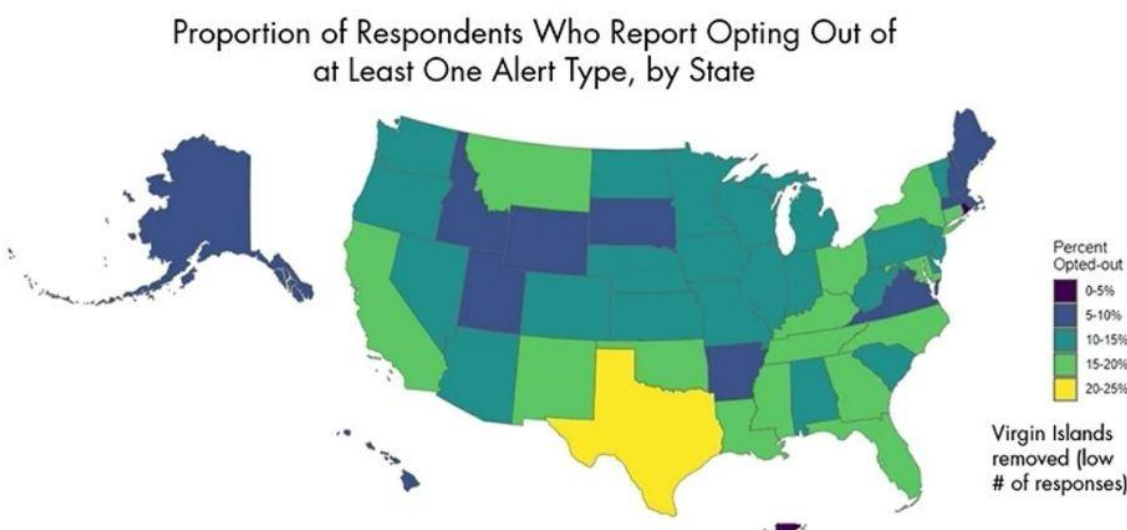 Proportion of Respondents Who Report Opting Out of
at Least One Alert Type, by State
Percent
Opted-out
0-5%
5-10%
10-15%
15-20%
20-25%
Virgin Islands
removed (low
# of responses)